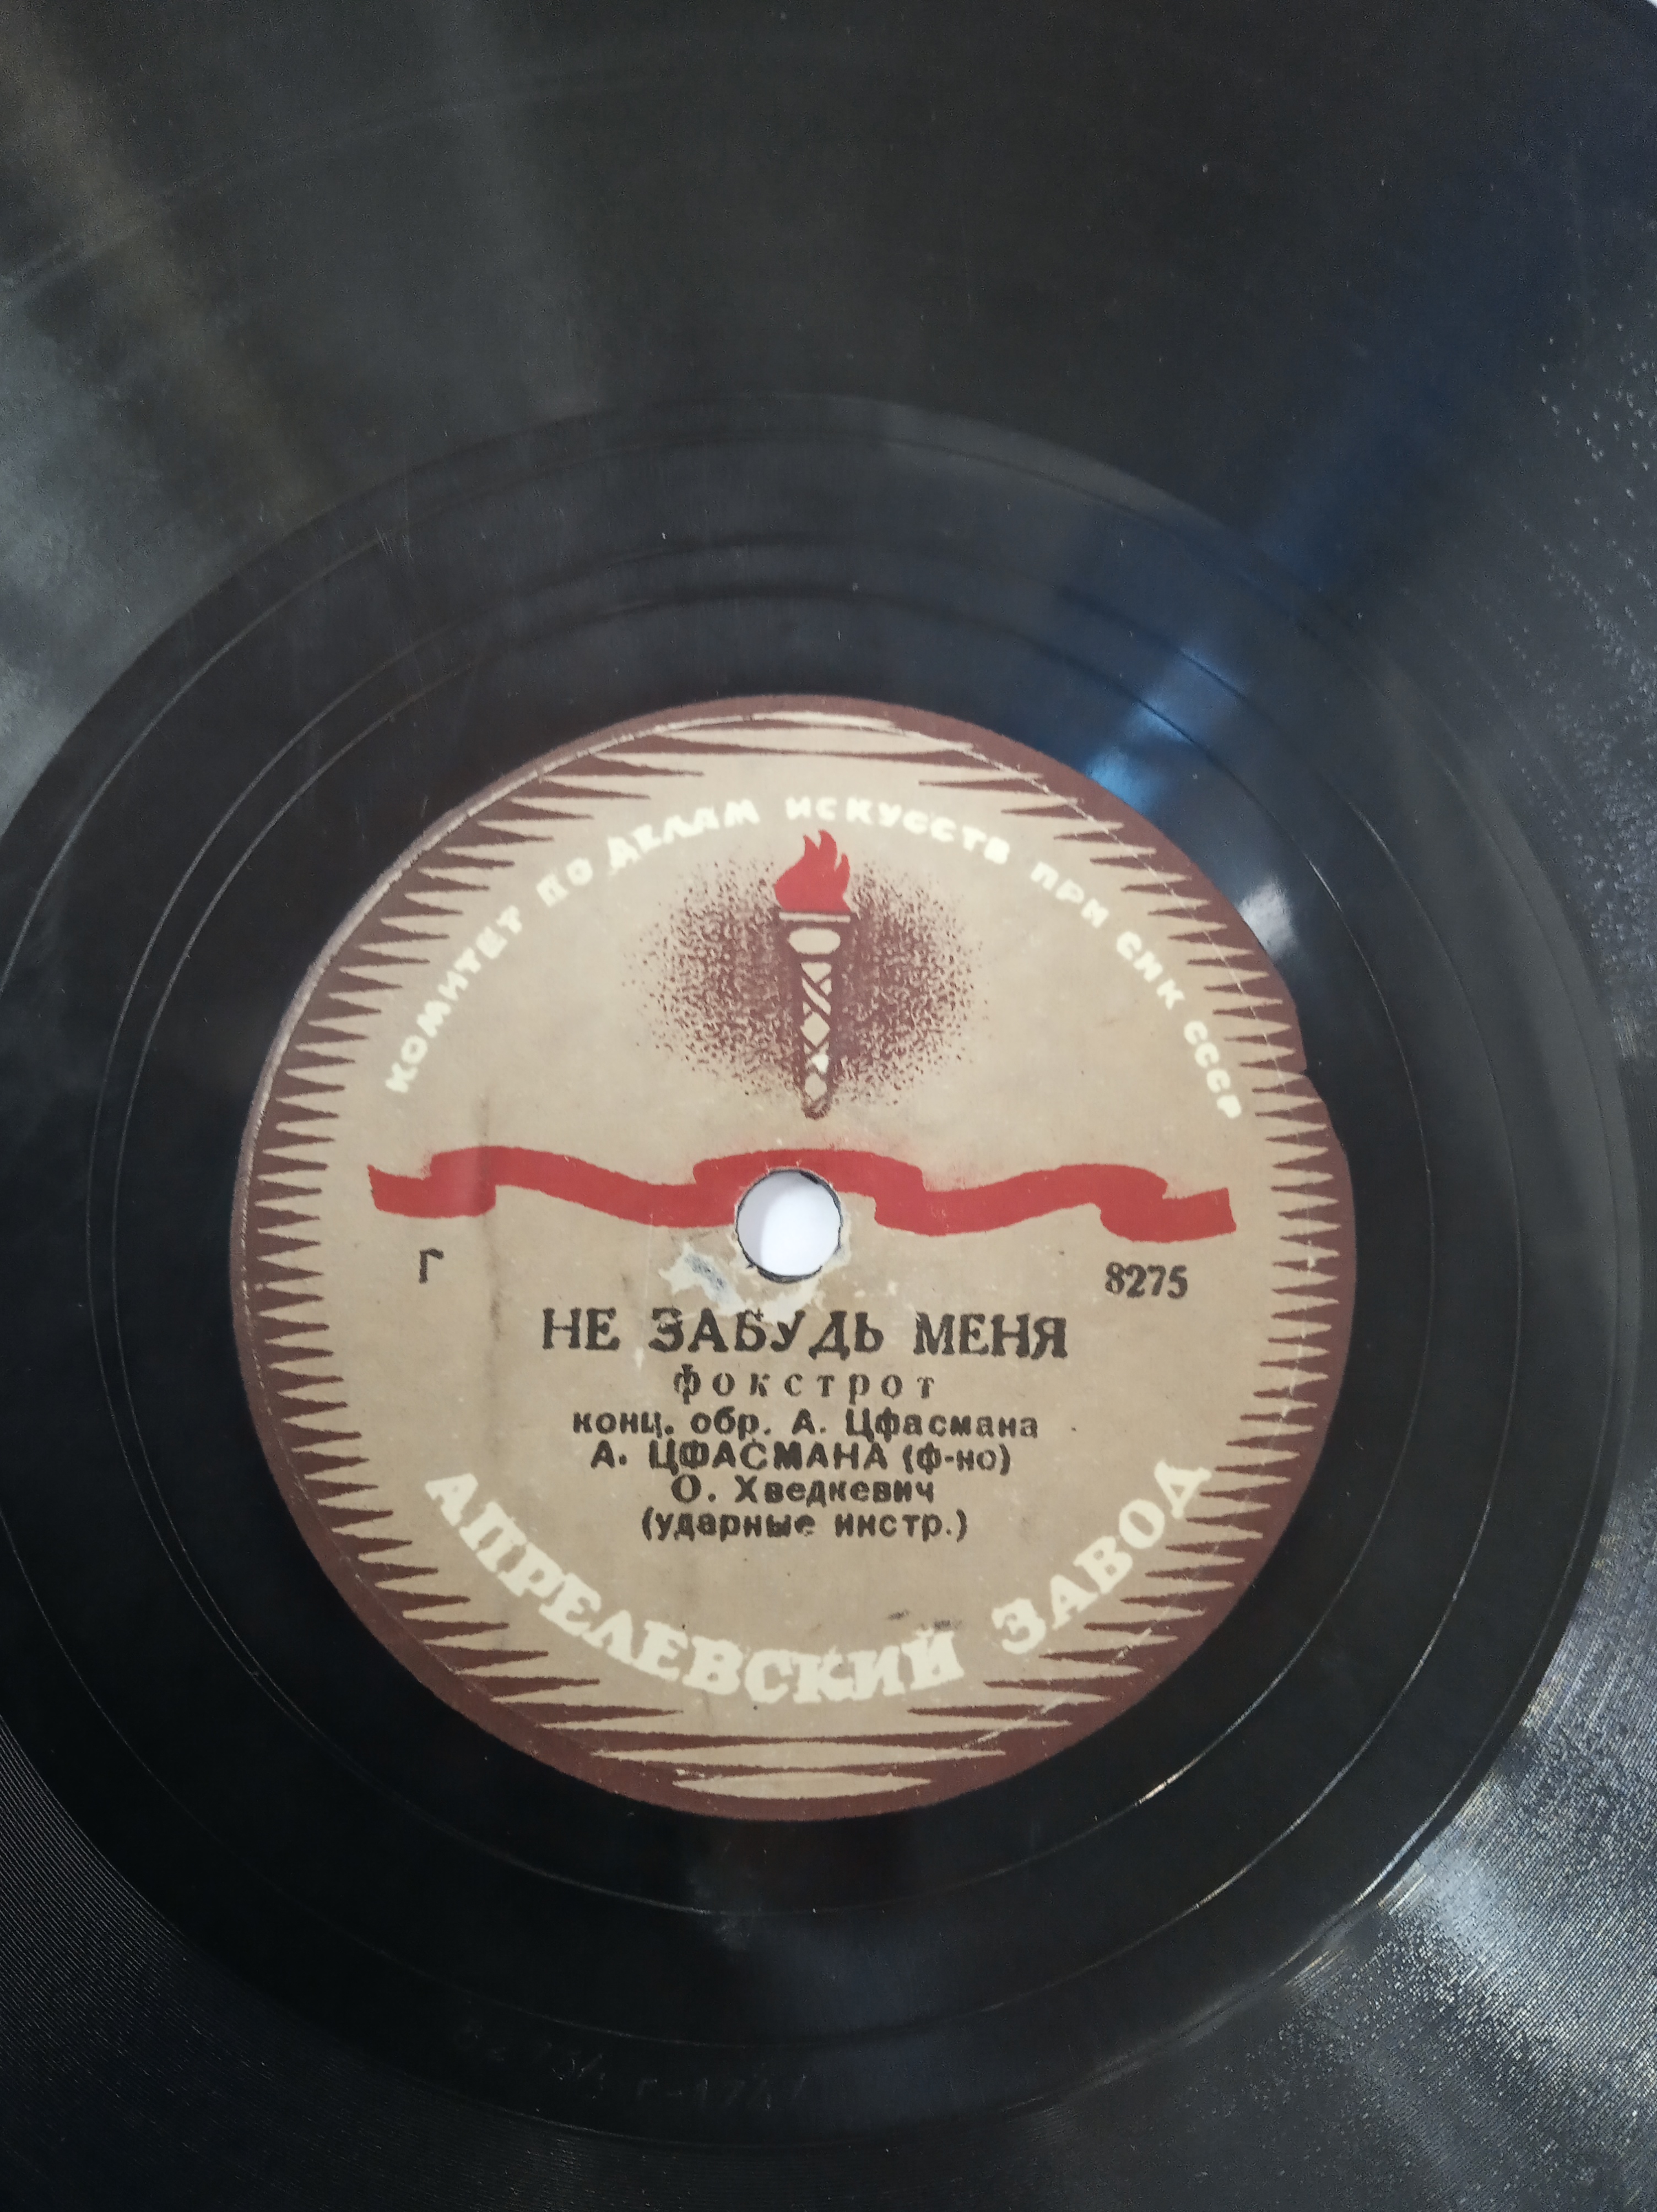 КОМИТЕТ ПО ДЕЛАМ ИСКУССТВ ПРИ СНК СССР
Г 8275
НЕ ЗАБУДЬ МЕНЯ
фокстрот
конц. обр. А. Цфасмана
А. ЦФАСМАНА (ф-но)
О. Хведкевич
(ударные инстр.)
АПРЕЛЕВСКИЙ ЗАВОД